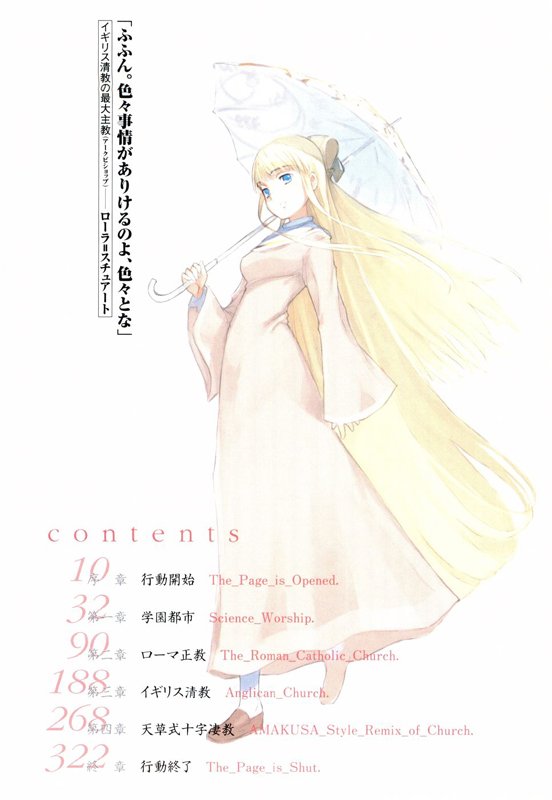 「ふふん。色々事情がありけるのよ、色々とな」
イギリス清教の最大主教(アークビショップ)――ローラ＝スチュアート
contents
10 序章 行動開始 The_Page_is_Opened.
32 第一章 学園都市 Science_Worship.
90 第二章 ローマ正教 The_Roman_Catholic_Church.
188 第三章 イギリス清教 Anglican_Church.
268 第四章 天草式十字凄教 AMAKUSA_Style_Remix_of_Church.
322 終章 行動終了 The_Page_is_Shut.